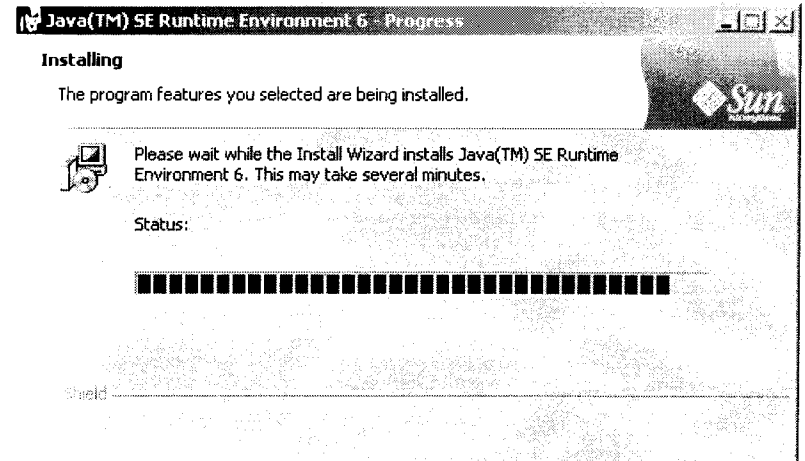 Java(TM) SE Runtime Environment 6 - Progress
Installing
The program features you selected are being installed.
Sun
Please wait while the Install Wizard installs Java(TM) SE Runtime
Environment 6. This may take several minutes.
Status:
Shield